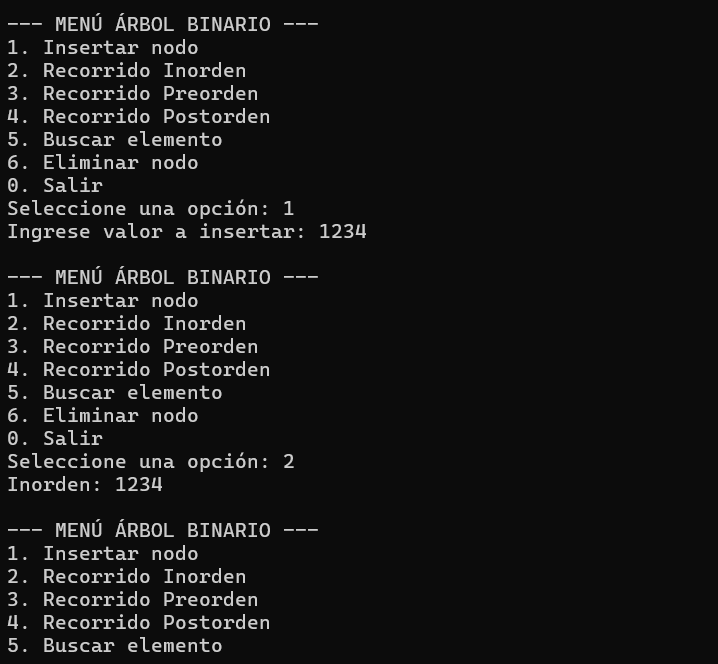 --- MENÚ ÁRBOL BINARIO ---
1. Insertar nodo
2. Recorrido Inorden
3. Recorrido Preorden
4. Recorrido Postorden
5. Buscar elemento
6. Eliminar nodo
0. Salir
Seleccione una opción: 1
Ingrese valor a insertar: 1234
--- MENÚ ÁRBOL BINARIO ---
1. Insertar nodo
2. Recorrido Inorden
3. Recorrido Preorden
4. Recorrido Postorden
5. Buscar elemento
6. Eliminar nodo
0. Salir
Seleccione una opción: 2
Inorden: 1234
--- MENÚ ÁRBOL BINARIO ---
1. Insertar nodo
2. Recorrido Inorden
3. Recorrido Preorden
4. Recorrido Postorden
5. Buscar elemento